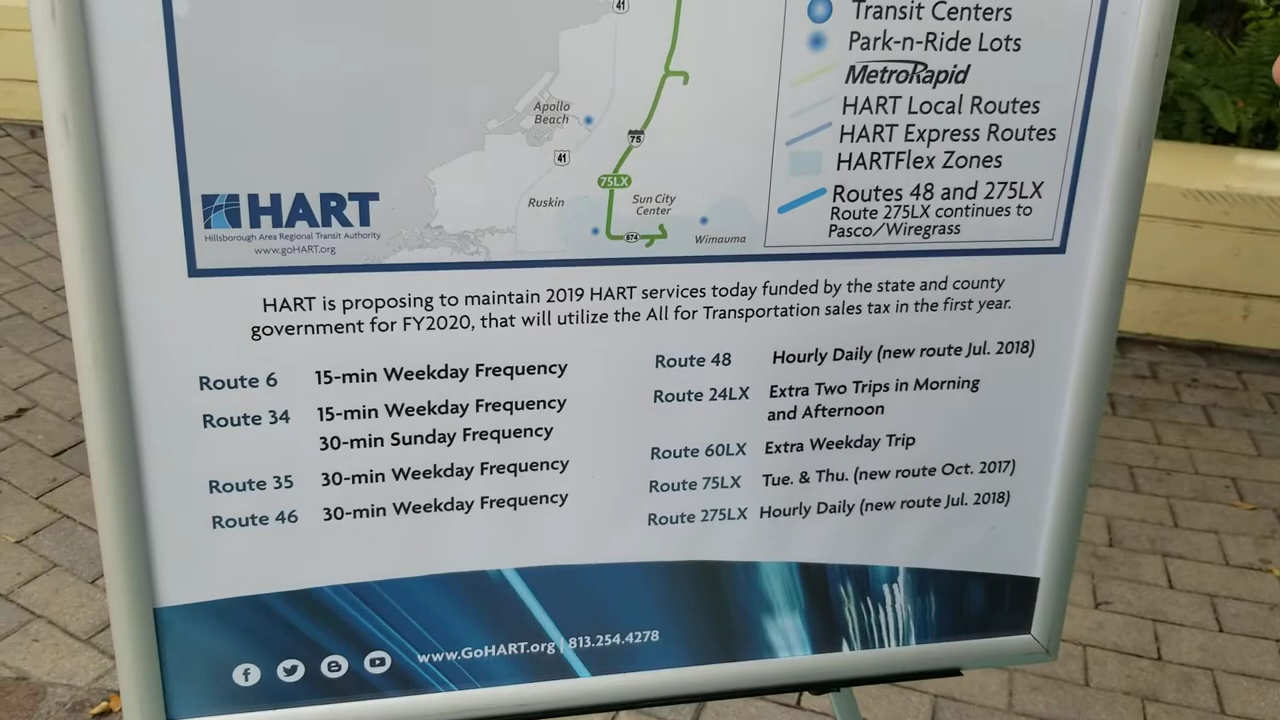 41
Transit Centers
Park-n-Ride Lots
MetroRapid
HART Local Routes
HART Express Routes
HARTFlex Zones
Routes 48 and 275LX
Route 275LX continues to
Pasco/Wiregrass
Apollo
Beach
75
41
75LX
Ruskin
Sun City
Center
674
Wimauma
HART
Hillsborough Area Regional Transit Authority
www.goHART.org
HART is proposing to maintain 2019 HART services today funded by the state and county
government for FY2020, that will utilize the All for Transportation sales tax in the first year.
Route 6 15-min Weekday Frequency
Route 34 15-min Weekday Frequency
30-min Sunday Frequency
Route 35 30-min Weekday Frequency
Route 46 30-min Weekday Frequency
Route 48 Hourly Daily (new route Jul. 2018)
Route 24LX Extra Two Trips in Morning
and Afternoon
Route 60LX Extra Weekday Trip
Route 75LX Tue. & Thu. (new route Oct. 2017)
Route 275LX Hourly Daily (new route Jul. 2018)
www.GoHART.org | 813.254.4278